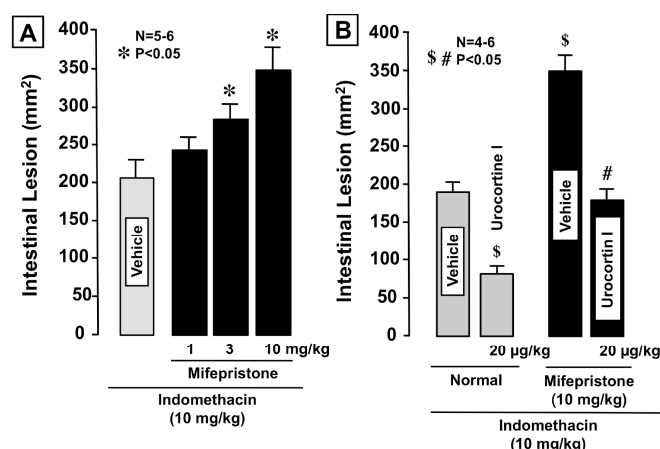 A
N=5-6
* P<0.05
Intestinal Lesion (mm2)
400
350
300
250
200
150
100
50
0
*
*
Vehicle
1 3 10 mg/kg
Mifepristone
Indomethacin
(10 mg/kg)
B
N=4-6
$ # P<0.05
Intestinal Lesion (mm2)
400
350
300
250
200
150
100
50
0
$
$
#
Vehicle
Urocortine I
Vehicle
Urocortin I
20 µg/kg 20 µg/kg
Normal
Mifepristone
(10 mg/kg)
Indomethacin
(10 mg/kg)